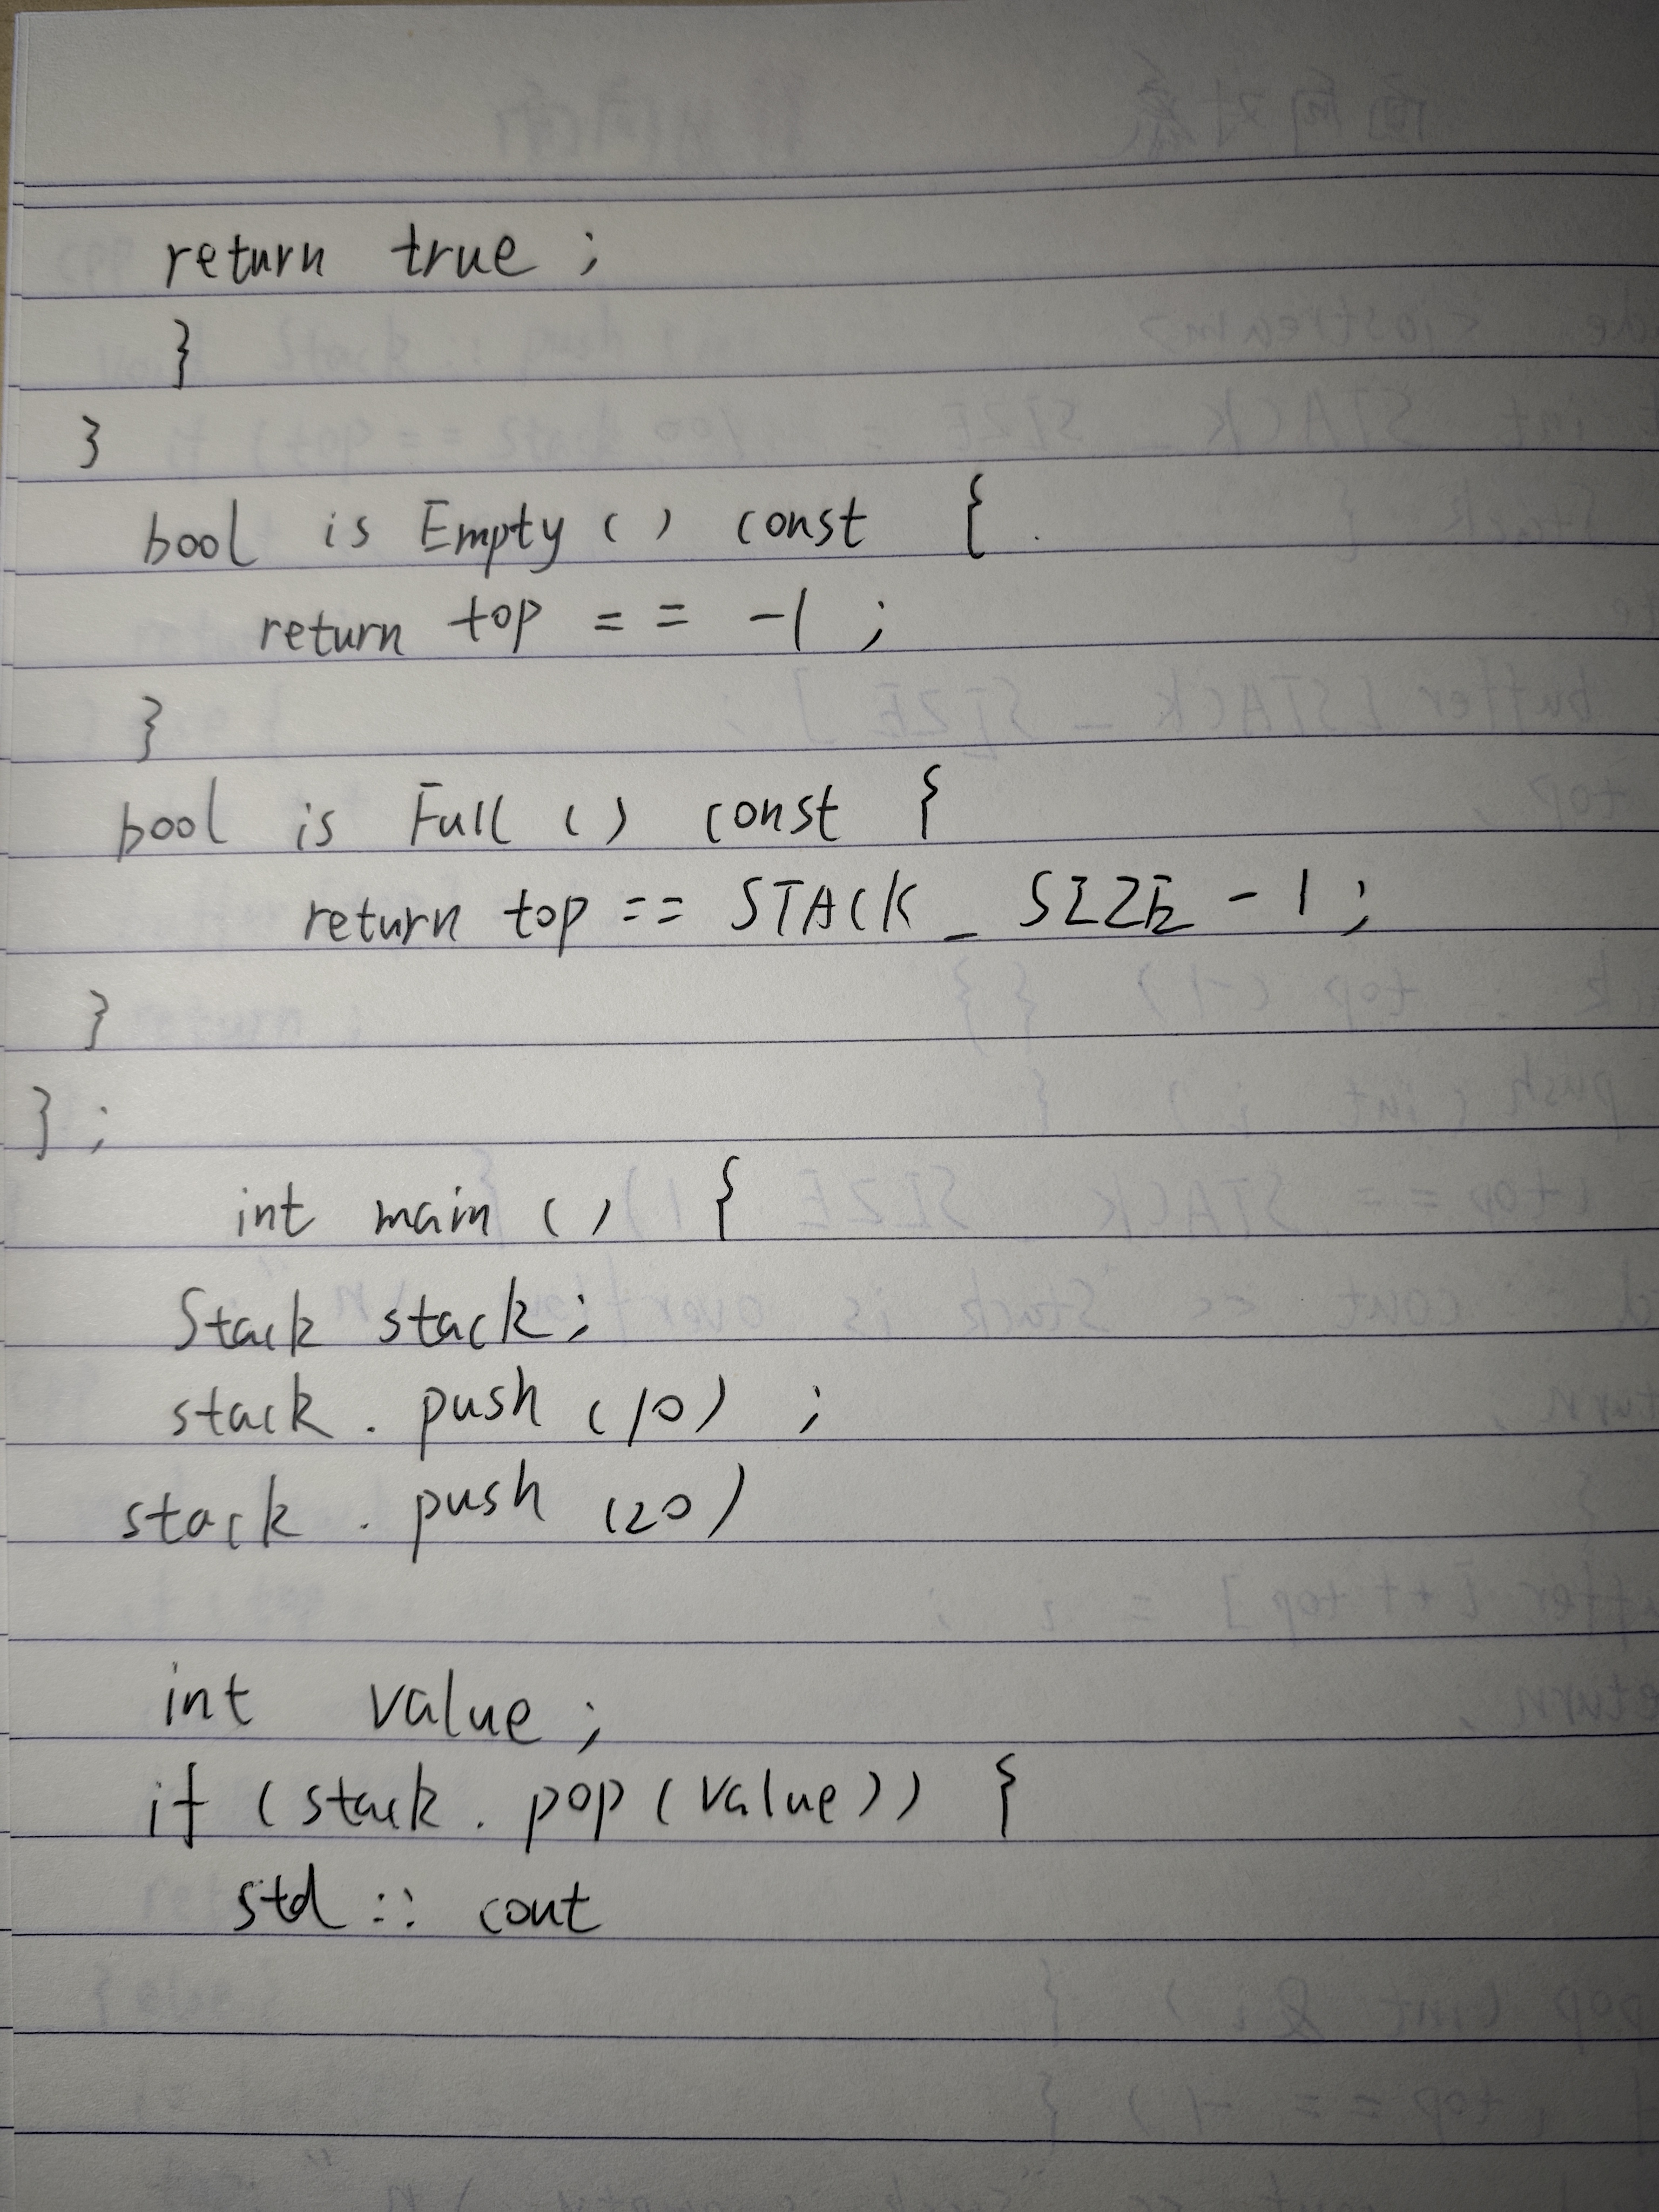 return true ;
}
}
bool is Empty ( ) const {
return top = = -1 ;
}
bool is Full ( ) const {
return top == STACK _ SIZE - 1 ;
}
} ;
int main ( ) {
Stack stack ;
stack . push (10) ;
stack . push (20)
int value ;
if (stack . pop (value)) {
std :: cout